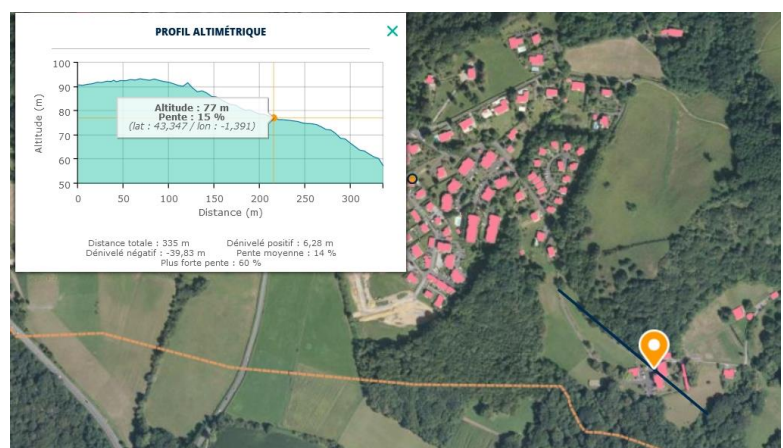 PROFIL ALTIMÉTRIQUE
100
90
80
70
60
50
Altitude (m)
Altitude : 77 m
Pente : 15 %
(lat : 43,347 / lon : -1,391)
0 50 100 150 200 250 300
Distance (m)
Distance totale : 335 m Dénivelé positif : 6,28 m
Dénivelé négatif : -39,83 m Pente moyenne : 14 %
Plus forte pente : 60 %